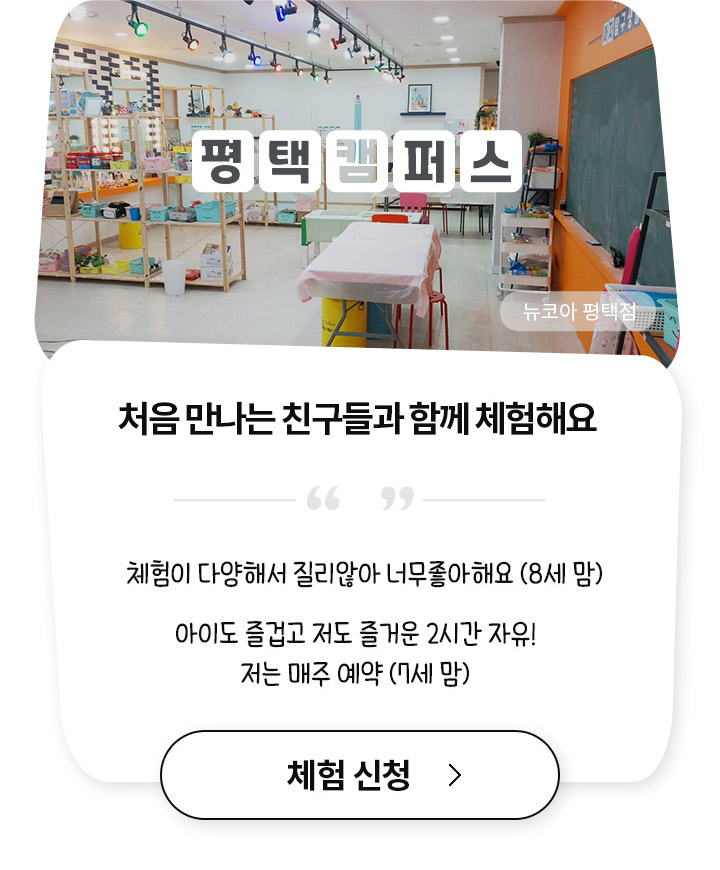 평택캠퍼스
뉴코아 평택점
처음 만나는 친구들과 함께 체험해요
“ ”
체험이 다양해서 질리않아 너무좋아해요 (8세 맘)
아이도 즐겁고 저도 즐거운 2시간 자유!
저는 매주 예약 (7세 맘)
체험 신청 >